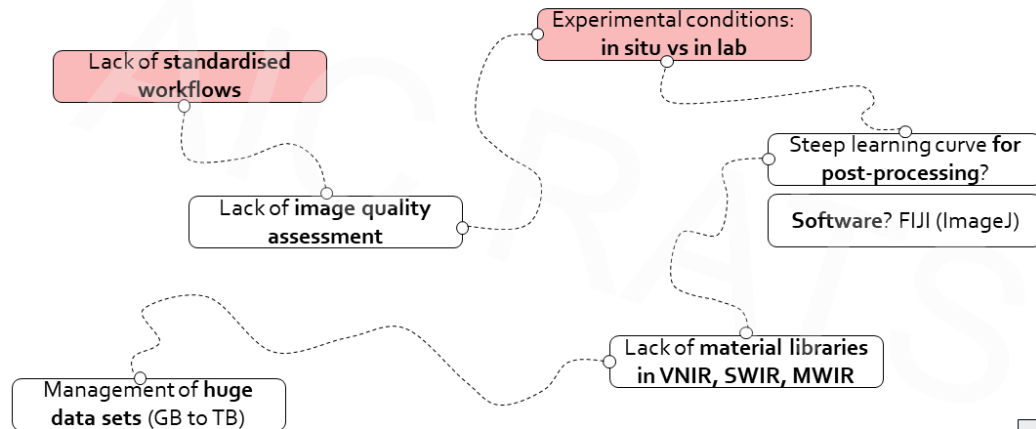 Lack of standardised
workflows
Lack of image quality
assessment
Experimental conditions:
in situ vs in lab
Steep learning curve for
post-processing?
Software? FIJI (ImageJ)
Lack of material libraries
in VNIR, SWIR, MWIR
Management of huge
data sets (GB to TB)
AIC RATS